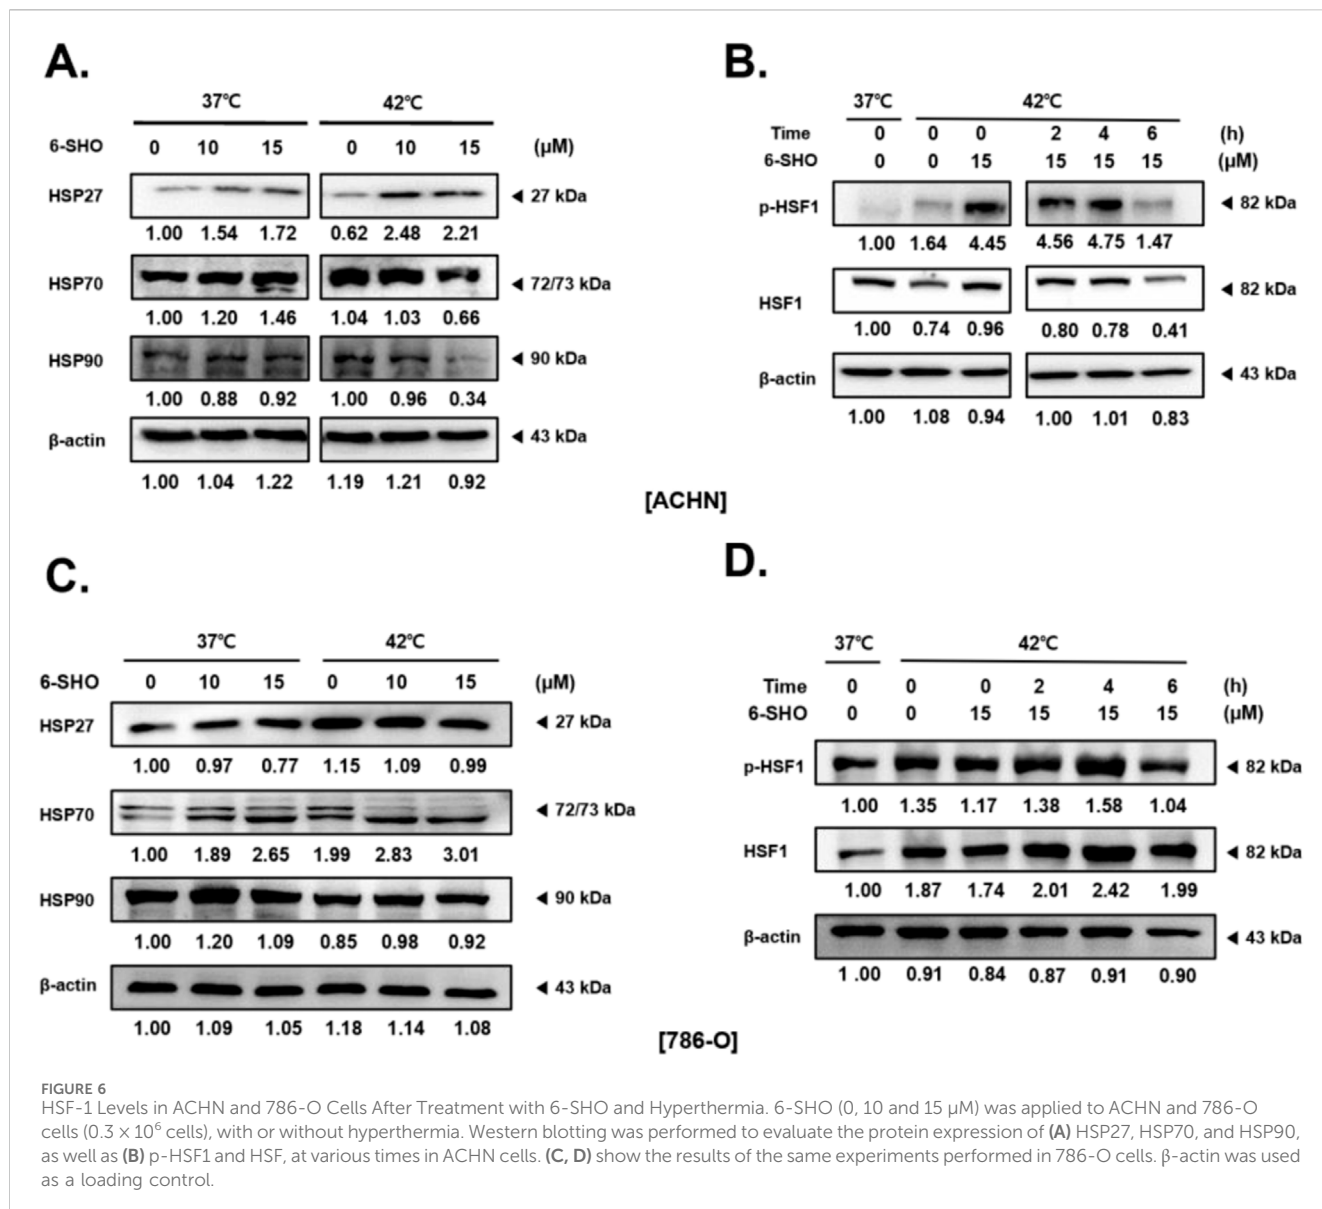 A.
37℃ 42℃
6-SHO 0 10 15 0 10 15 (μM)
HSP27 ◄ 27 kDa
1.00 1.54 1.72 0.62 2.48 2.21
HSP70 ◄ 72/73 kDa
1.00 1.20 1.46 1.04 1.03 0.66
HSP90 ◄ 90 kDa
1.00 0.88 0.92 1.00 0.96 0.34
β-actin ◄ 43 kDa
1.00 1.04 1.22 1.19 1.21 0.92
B.
37℃ 42℃
Time 0 0 0 2 4 6 (h)
6-SHO 0 0 15 15 15 15 (μM)
p-HSF1 ◄ 82 kDa
1.00 1.64 4.45 4.56 4.75 1.47
HSF1 ◄ 82 kDa
1.00 0.74 0.96 0.80 0.78 0.41
β-actin ◄ 43 kDa
1.00 1.08 0.94 1.00 1.01 0.83
[ACHN]
C.
37℃ 42℃
6-SHO 0 10 15 0 10 15 (μM)
HSP27 ◄ 27 kDa
1.00 0.97 0.77 1.15 1.09 0.99
HSP70 ◄ 72/73 kDa
1.00 1.89 2.65 1.99 2.83 3.01
HSP90 ◄ 90 kDa
1.00 1.20 1.09 0.85 0.98 0.92
β-actin ◄ 43 kDa
1.00 1.09 1.05 1.18 1.14 1.08
D.
37℃ 42℃
Time 0 0 0 2 4 6 (h)
6-SHO 0 0 15 15 15 15 (μM)
p-HSF1 ◄ 82 kDa
1.00 1.35 1.17 1.38 1.58 1.04
HSF1 ◄ 82 kDa
1.00 1.87 1.74 2.01 2.42 1.99
β-actin ◄ 43 kDa
1.00 0.91 0.84 0.87 0.91 0.90
[786-O]
FIGURE 6
HSF-1 Levels in ACHN and 786-O Cells After Treatment with 6-SHO and Hyperthermia. 6-SHO (0, 10 and 15 μM) was applied to ACHN and 786-O
cells (0.3 × 10⁶ cells), with or without hyperthermia. Western blotting was performed to evaluate the protein expression of (A) HSP27, HSP70, and HSP90,
as well as (B) p-HSF1 and HSF, at various times in ACHN cells. (C, D) show the results of the same experiments performed in 786-O cells. β-actin was used
as a loading control.